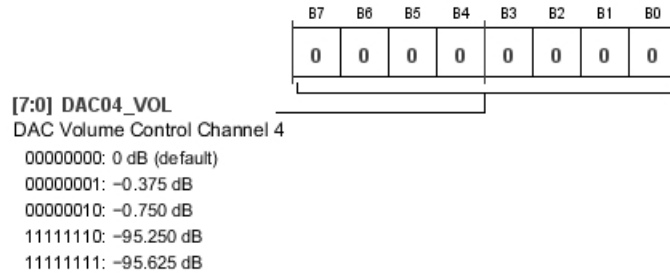 B7 B6 B5 B4 B3 B2 B1 B0
0 0 0 0 0 0 0 0
[7:0] DAC04_VOL
DAC Volume Control Channel 4
00000000: 0 dB (default)
00000001: −0.375 dB
00000010: −0.750 dB
11111110: −95.250 dB
11111111: −95.625 dB